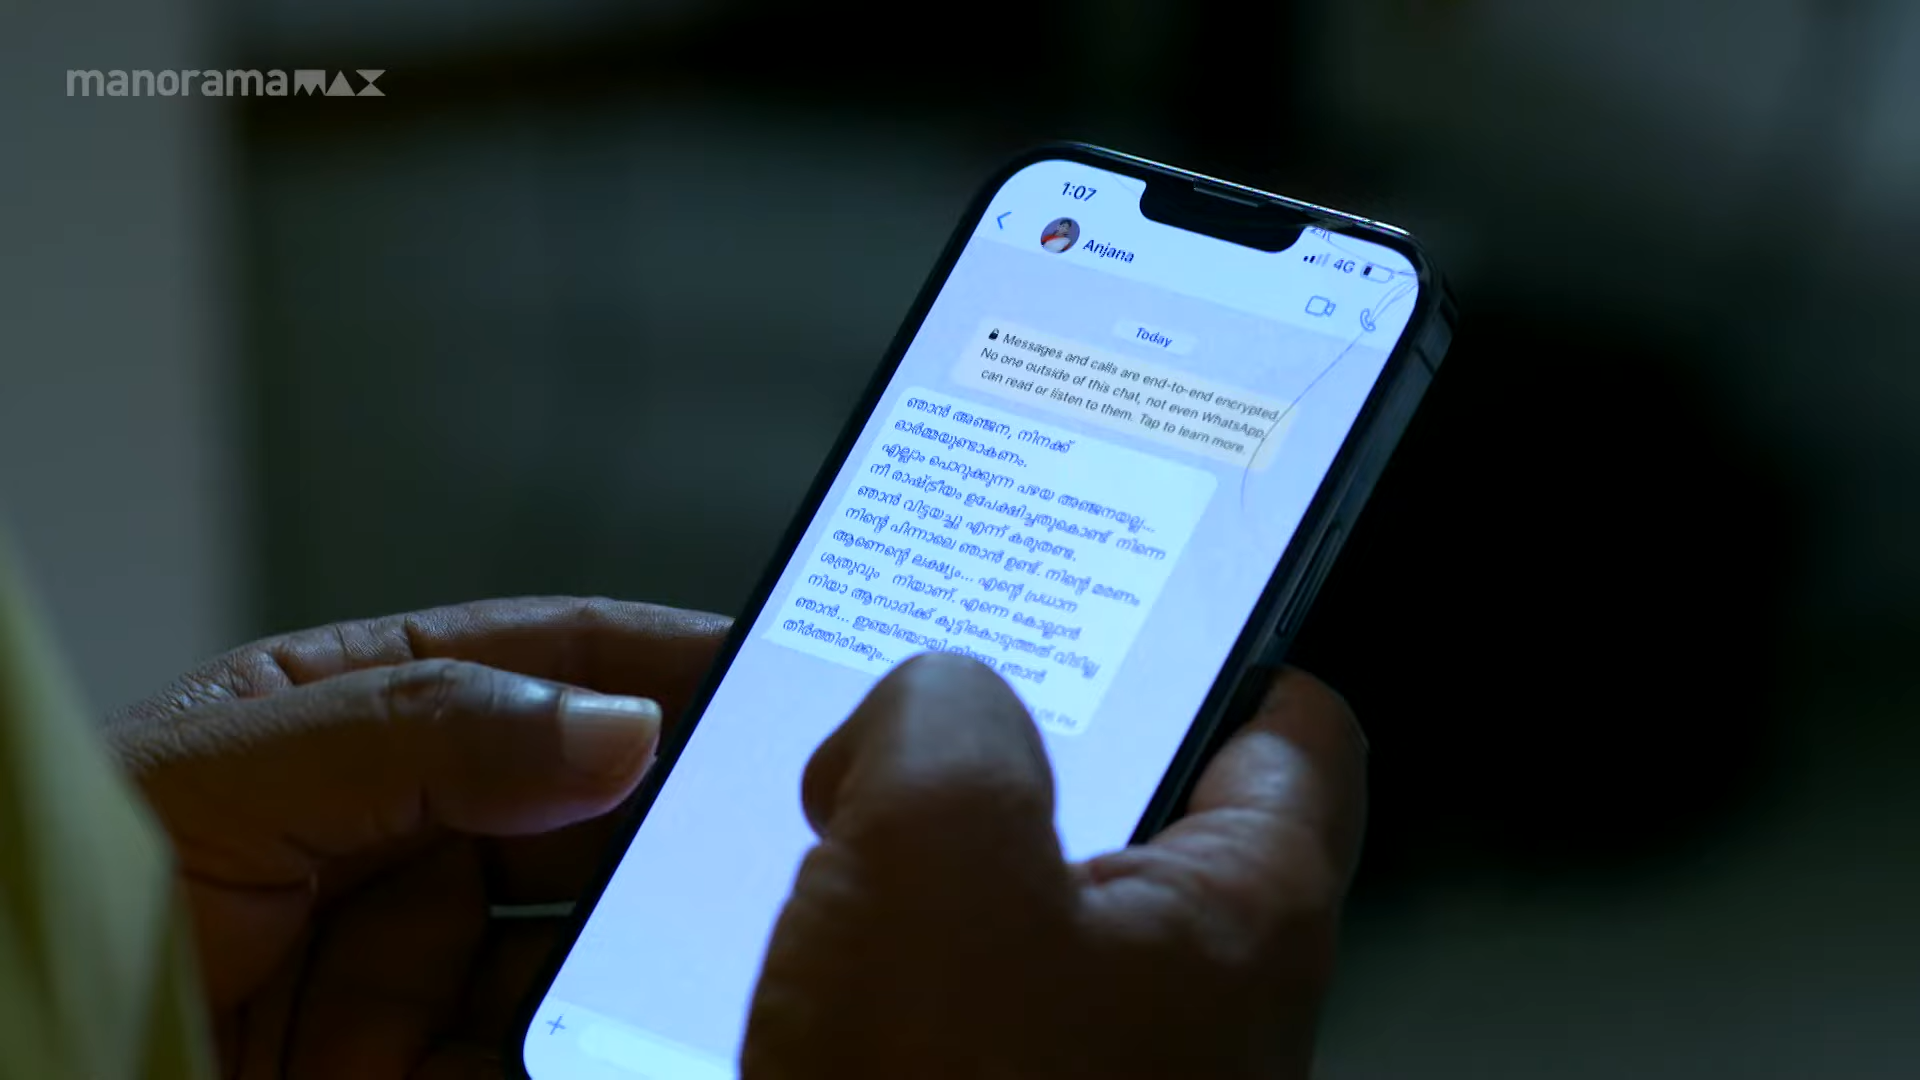 manoramaMAX
1:07
4G
Anjana
Today
Messages and calls are end-to-end encrypted.
No one outside of this chat, not even WhatsApp,
can read or listen to them. Tap to learn more.
ഞാൻ അഞ്ജന, നിനക്ക്
ഓർമ്മയുണ്ടാകണം.
എല്ലാം പൊറുക്കുന്ന പഴയ അഞ്ജനയല്ല...
നീ രാഷ്ട്രീയം ഉപേക്ഷിച്ചതുകൊണ്ട് നിന്നെ
ഞാൻ വിട്ടയച്ചു എന്ന് കരുതണ്ട.
നിന്റെ പിന്നാലെ ഞാൻ ഉണ്ട്. നിന്റെ മരണം
ആണെന്റെ ലക്ഷ്യം... എന്റെ പ്രധാന
ശത്രുവും നിയാണ്. എന്നെ കൊല്ലാൻ
നിയാ ആസാദിക്ക് കൂട്ടികൊടുത്തത് വിടില്ല
ഞാൻ... ഇഞ്ചിഞ്ചായി നിന്നെ ഞാൻ
തീർത്തിരിക്കും...
PM